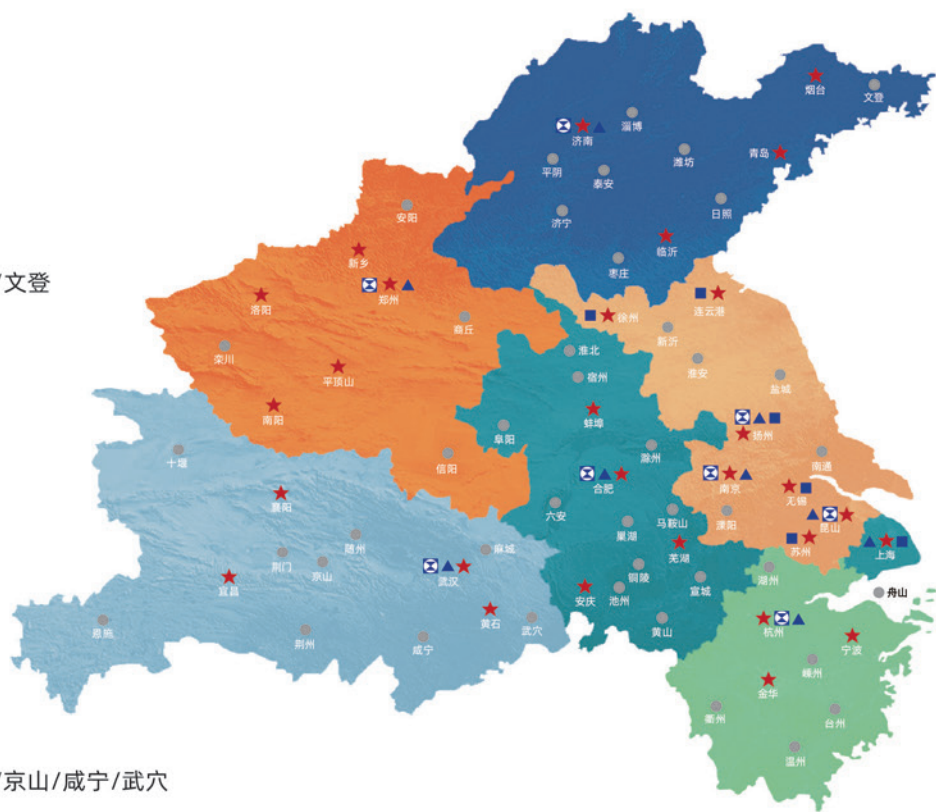 烟台
文登
淄博
济南
青岛
潍坊
平阴
泰安
日照
济宁
安阳
临沂
新乡
枣庄
/文登
郑州
连云港
洛阳
徐州
商丘
新沂
栾川
淮北
淮安
平顶山
宿州
盐城
南阳
蚌埠
扬州
阜阳
滁州
十堰
信阳
南通
合肥
南京
无锡
襄阳
六安
马鞍山
溧阳
昆山
巢湖
随州
麻城
芜湖
苏州
上海
荆门
京山
武汉
铜陵
湖州
宜昌
安庆
池州
宣城
舟山
黄石
恩施
武穴
黄山
杭州
荆州
咸宁
宁波
嵊州
金华
衢州
台州
温州
/京山/咸宁/武穴